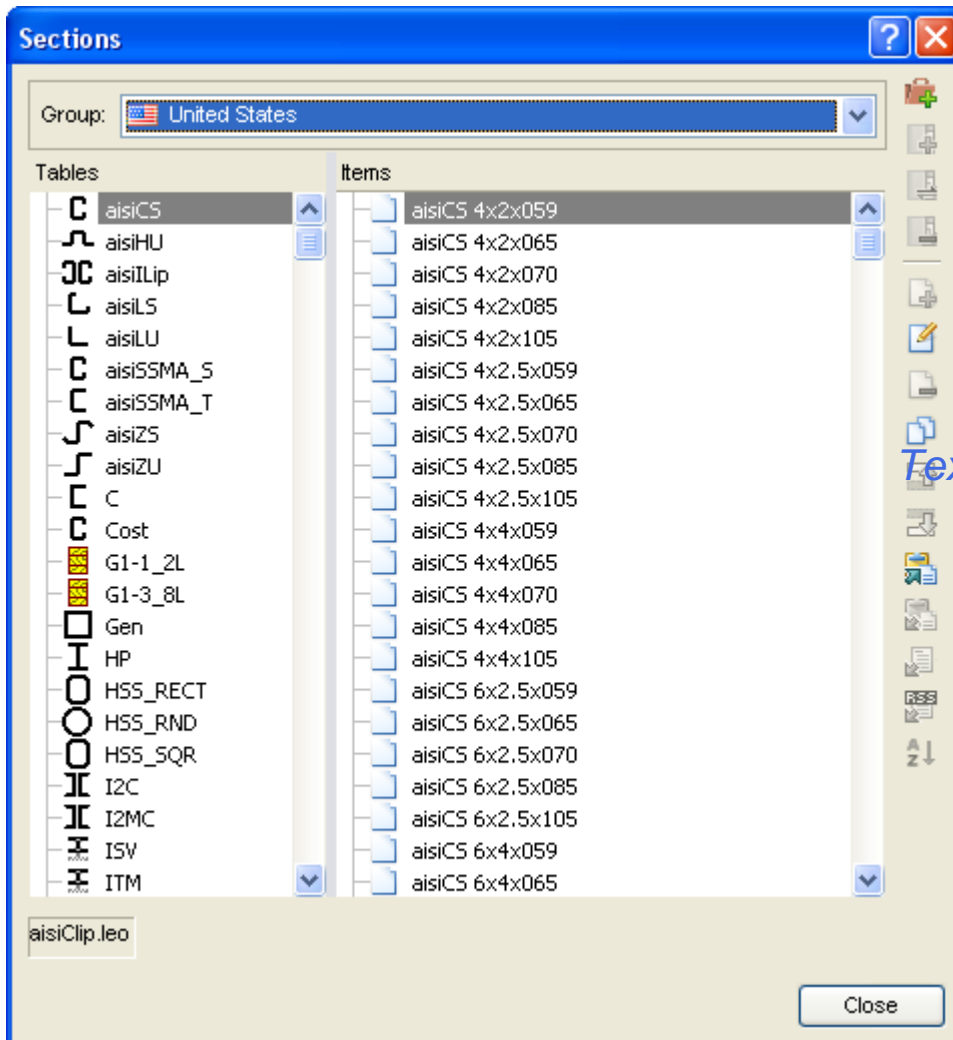 Sections
Group: United States
Tables
Items
aisiCS
aisiHU
aisiILip
aisiLS
aisiLU
aisiSSMA_S
aisiSSMA_T
aisiZS
aisiZU
C
Cost
G1-1_2L
G1-3_8L
Gen
HP
HSS_RECT
HSS_RND
HSS_SQR
I2C
I2MC
ISV
ITM
aisiCS 4x2x059
aisiCS 4x2x065
aisiCS 4x2x070
aisiCS 4x2x085
aisiCS 4x2x105
aisiCS 4x2.5x059
aisiCS 4x2.5x065
aisiCS 4x2.5x070
aisiCS 4x2.5x085
aisiCS 4x2.5x105
aisiCS 4x4x059
aisiCS 4x4x065
aisiCS 4x4x070
aisiCS 4x4x085
aisiCS 4x4x105
aisiCS 6x2.5x059
aisiCS 6x2.5x065
aisiCS 6x2.5x070
aisiCS 6x2.5x085
aisiCS 6x2.5x105
aisiCS 6x4x059
aisiCS 6x4x065
RSS
AZ
aisiClip.leo
Close